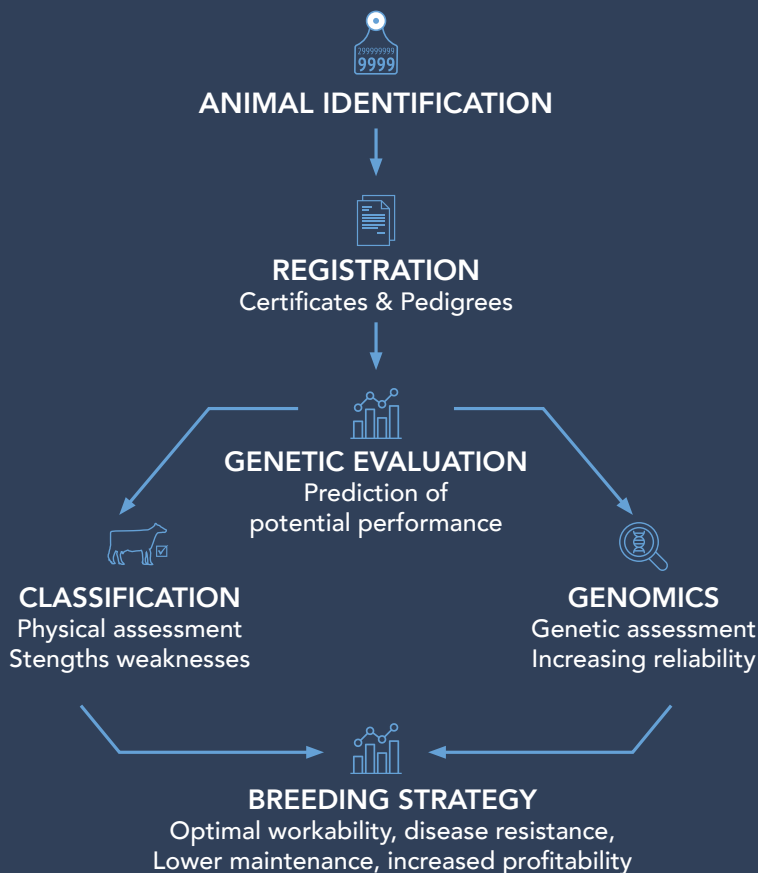 299999999
9999
ANIMAL IDENTIFICATION
REGISTRATION
Certificates & Pedigrees
GENETIC EVALUATION
Prediction of
potential performance
CLASSIFICATION
Physical assessment
Stengths weaknesses
GENOMICS
Genetic assessment
Increasing reliability
BREEDING STRATEGY
Optimal workability, disease resistance,
Lower maintenance, increased profitability